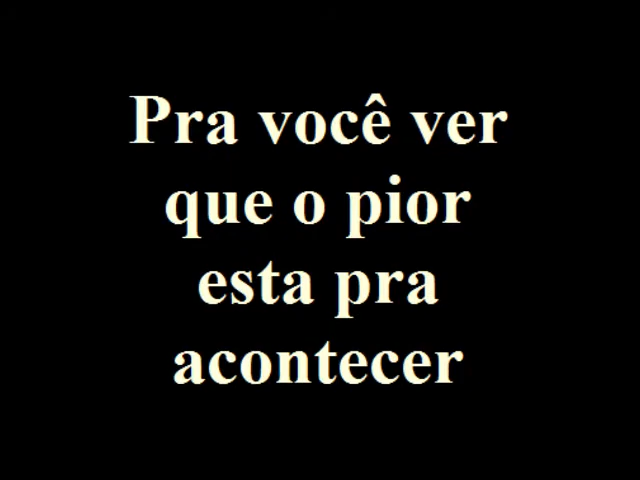 Pra você ver
que o pior
esta pra
acontecer